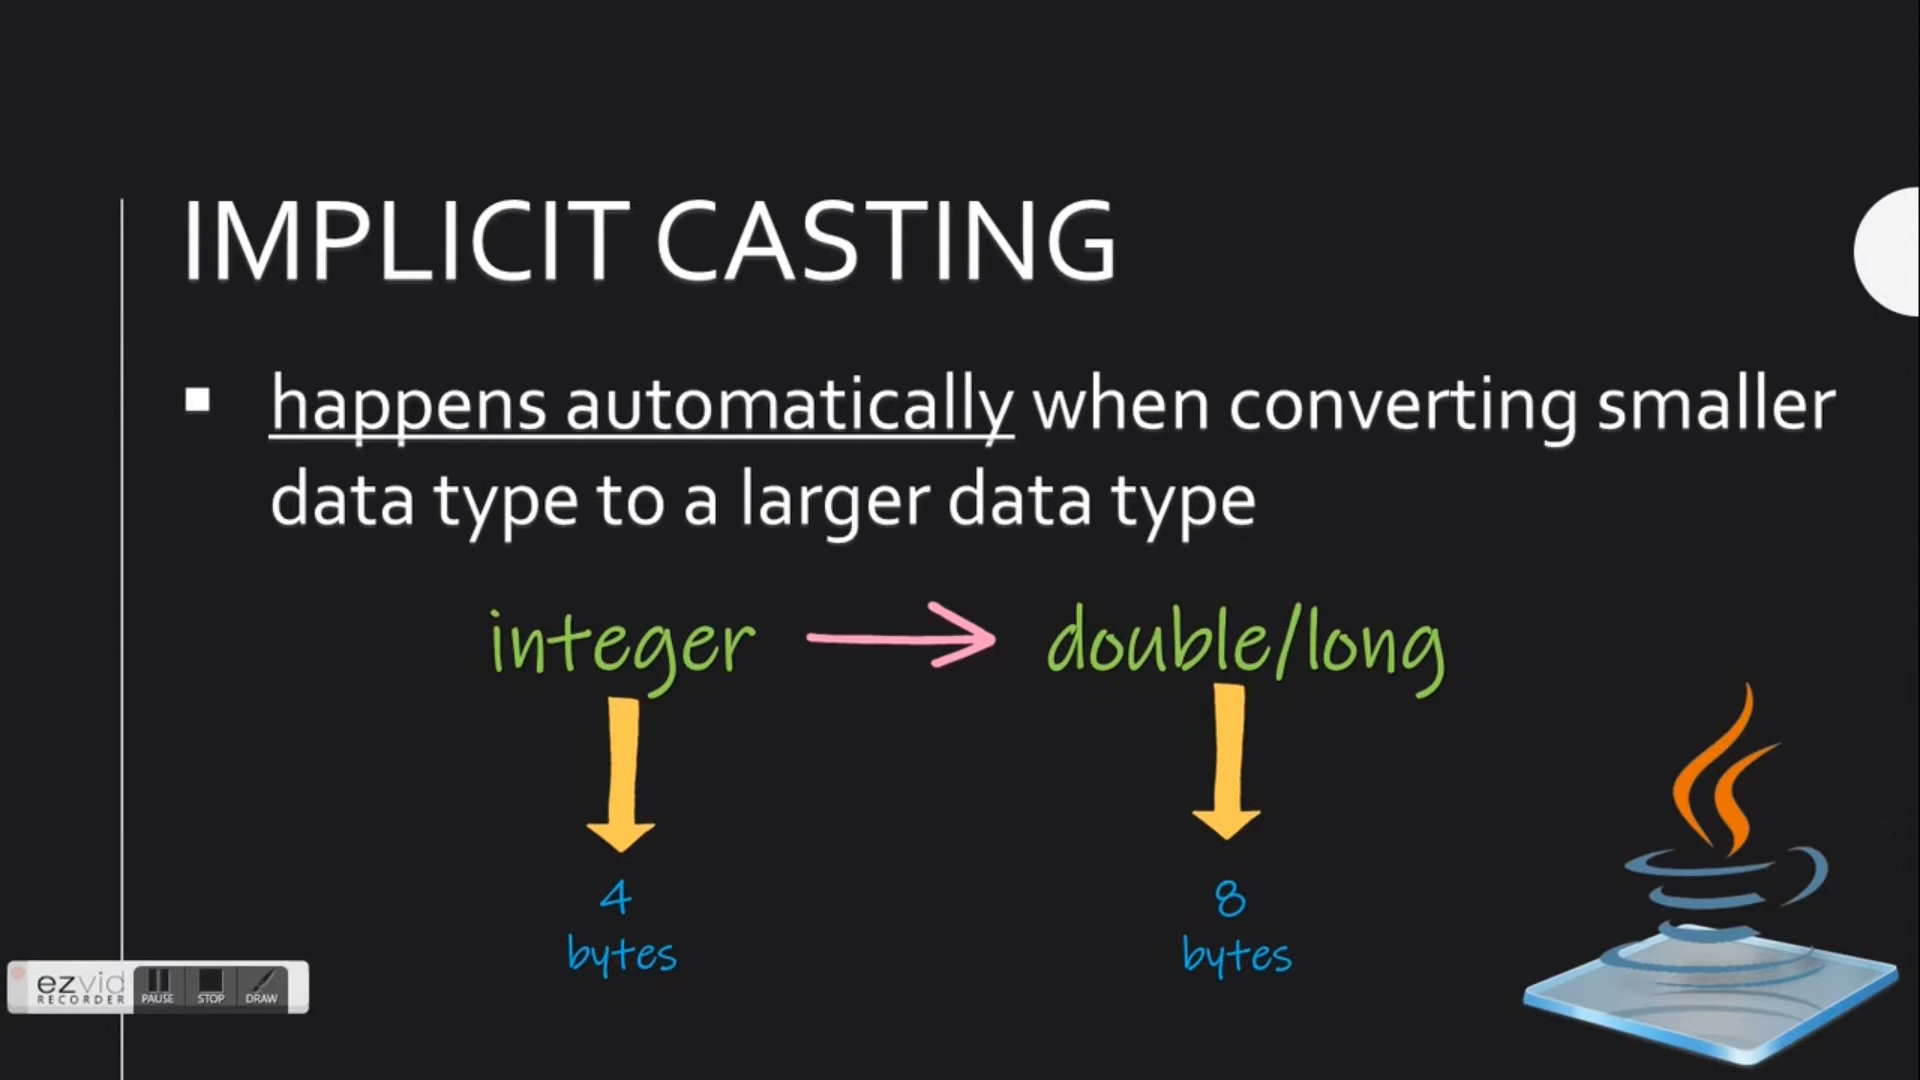 IMPLICIT CASTING
▪ happens automatically when converting smaller
data type to a larger data type
integer → double/long
4 8
bytes bytes
ezvid
RECORDER
PAUSE STOP DRAW